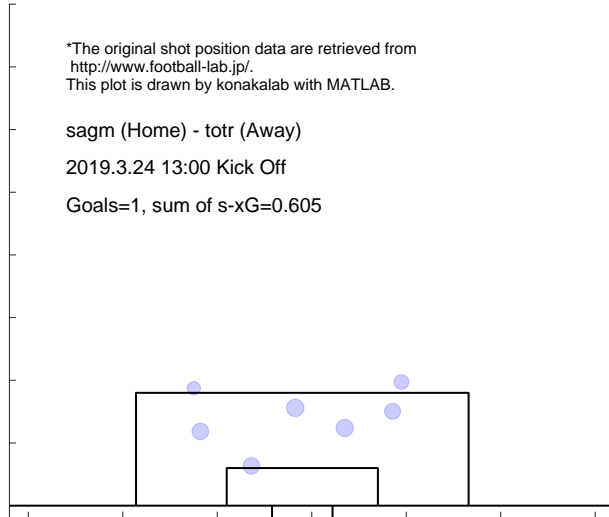 *The original shot position data are retrieved from
http://www.football-lab.jp/.
This plot is drawn by konakalab with MATLAB.
sagm (Home) - totr (Away)
2019.3.24 13:00 Kick Off
Goals=1, sum of s-xG=0.605